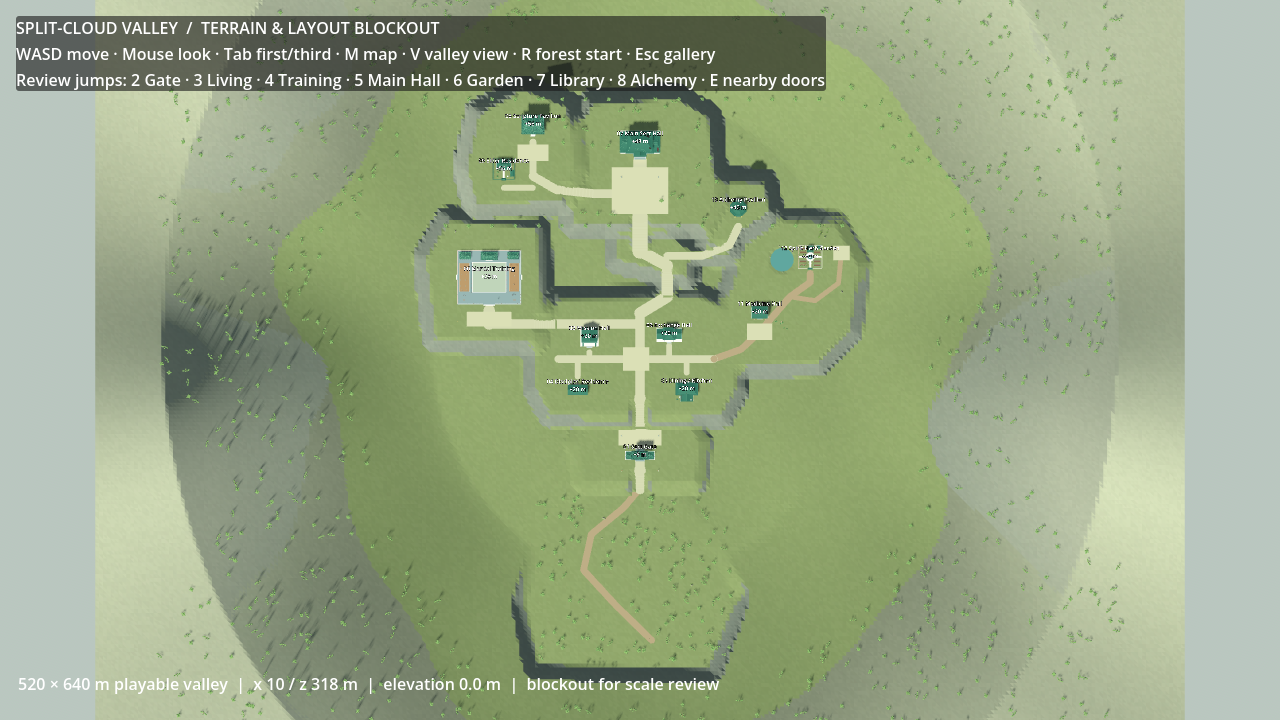 SPLIT-CLOUD VALLEY / TERRAIN & LAYOUT BLOCKOUT
WASD move · Mouse look · Tab first/third · M map · V valley view · R forest start · Esc gallery
Review jumps: 2 Gate · 3 Living · 4 Training · 5 Main Hall · 6 Garden · 7 Library · 8 Alchemy · E nearby doors
520 × 640 m playable valley | x 10 / z 318 m | elevation 0.0 m | blockout for scale review